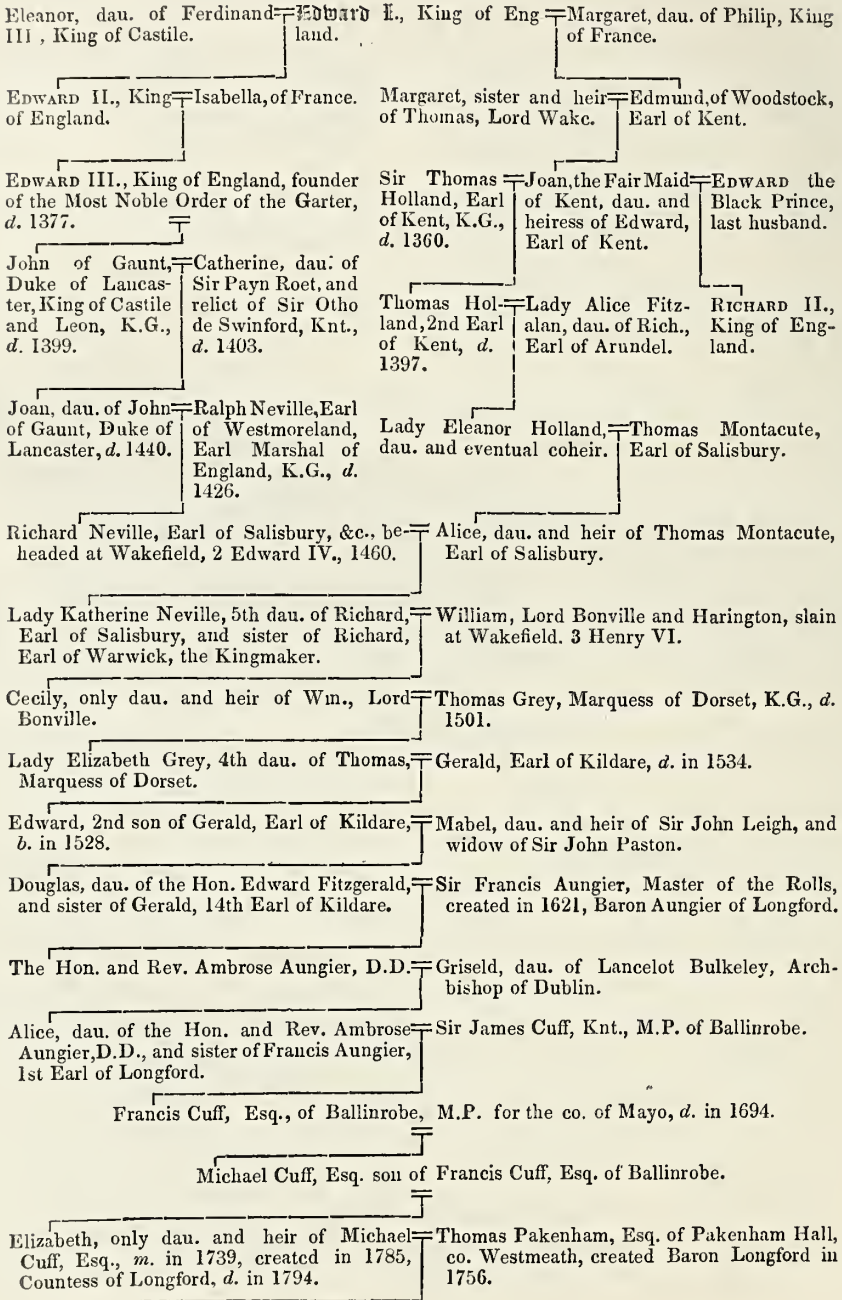 Eleanor, dau. of Ferdinand
III , King of Castile.
Edward I., King of Eng
land.
Margaret, dau. of Philip, King
of France.
EDWARD II., King
of England.
Isabella, of France.
Margaret, sister and heir
of Thomas, Lord Wake.
Edmund, of Woodstock,
Earl of Kent.
EDWARD III., King of England, founder
of the Most Noble Order of the Garter,
d. 1377.
Sir Thomas
Holland, Earl
of Kent, K.G.,
d. 1360.
Joan, the Fair Maid
of Kent, dau. and
heiress of Edward,
Earl of Kent.
EDWARD the
Black Prince,
last husband.
John of Gaunt,
Duke of Lancas-
ter, King of Castile
and Leon, K.G.,
d. 1399.
Catherine, dau. of
Sir Payn Roet, and
relict of Sir Otho
de Swinford, Knt.,
d. 1403.
Thomas Hol-
land, 2nd Earl
of Kent, d.
1397.
Lady Alice Fitz-
alan, dau. of Rich.,
Earl of Arundel.
RICHARD II.,
King of Eng-
land.
Joan, dau. of John
of Gaunt, Duke of
Lancaster, d. 1440.
Ralph Neville, Earl
of Westmoreland,
Earl Marshal of
England, K.G., d.
1426.
Lady Eleanor Holland,
dau. and eventual coheir.
Thomas Montacute,
Earl of Salisbury.
Richard Neville, Earl of Salisbury, &c., be-
headed at Wakefield, 2 Edward IV., 1460.
Alice, dau. and heir of Thomas Montacute,
Earl of Salisbury.
Lady Katherine Neville, 5th dau. of Richard,
Earl of Salisbury, and sister of Richard,
Earl of Warwick, the Kingmaker.
William, Lord Bonville and Harington, slain
at Wakefield. 3 Henry VI.
Cecily, only dau. and heir of Wm., Lord
Bonville.
Thomas Grey, Marquess of Dorset, K.G., d.
1501.
Lady Elizabeth Grey, 4th dau. of Thomas,
Marquess of Dorset.
Gerald, Earl of Kildare, d. in 1534.
Edward, 2nd son of Gerald, Earl of Kildare,
b. in 1528.
Mabel, dau. and heir of Sir John Leigh, and
widow of Sir John Paston.
Douglas, dau. of the Hon. Edward Fitzgerald,
and sister of Gerald, 14th Earl of Kildare.
Sir Francis Aungier, Master of the Rolls,
created in 1621, Baron Aungier of Longford.
The Hon. and Rev. Ambrose Aungier, D.D.
Griseld, dau. of Lancelot Bulkeley, Arch-
bishop of Dublin.
Alice, dau. of the Hon. and Rev. Ambrose
Aungier, D.D., and sister of Francis Aungier,
1st Earl of Longford.
Sir James Cuff, Knt., M.P. of Ballinrobe.
Francis Cuff, Esq., of Ballinrobe, M.P. for the co. of Mayo, d. in 1694.
Michael Cuff, Esq. son of Francis Cuff, Esq. of Ballinrobe.
Elizabeth, only dau. and heir of Michael
Cuff, Esq., m. in 1739, created in 1785,
Countess of Longford, d. in 1794.
Thomas Pakenham, Esq. of Pakenham Hall,
co. Westmeath, created Baron Longford in
1756.